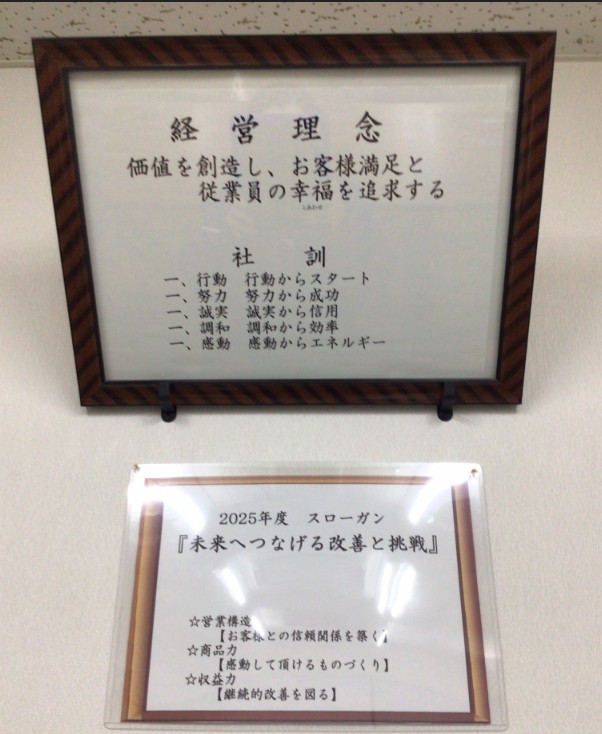 経営理念
価値を創造し、お客様満足と
従業員の幸福を追求する
しあわせ
社訓
一、行動 行動からスタート
一、努力 努力から成功
一、誠実 誠実から信用
一、調和 調和から効率
一、感動 感動からエネルギー
2025年度 スローガン
『未来へつなげる改善と挑戦』
☆営業構造
【お客様との信頼関係を築く】
☆商品力
【感動して頂けるものづくり】
☆収益力
【継続的改善を図る】